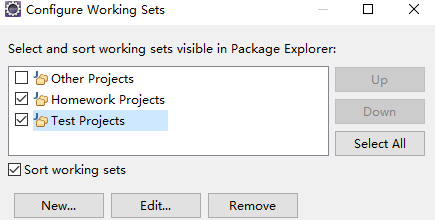 Configure Working Sets
Select and sort working sets visible in Package Explorer:
Other Projects
Homework Projects
Test Projects
Up
Down
Select All
Sort working sets
New...
Edit...
Remove